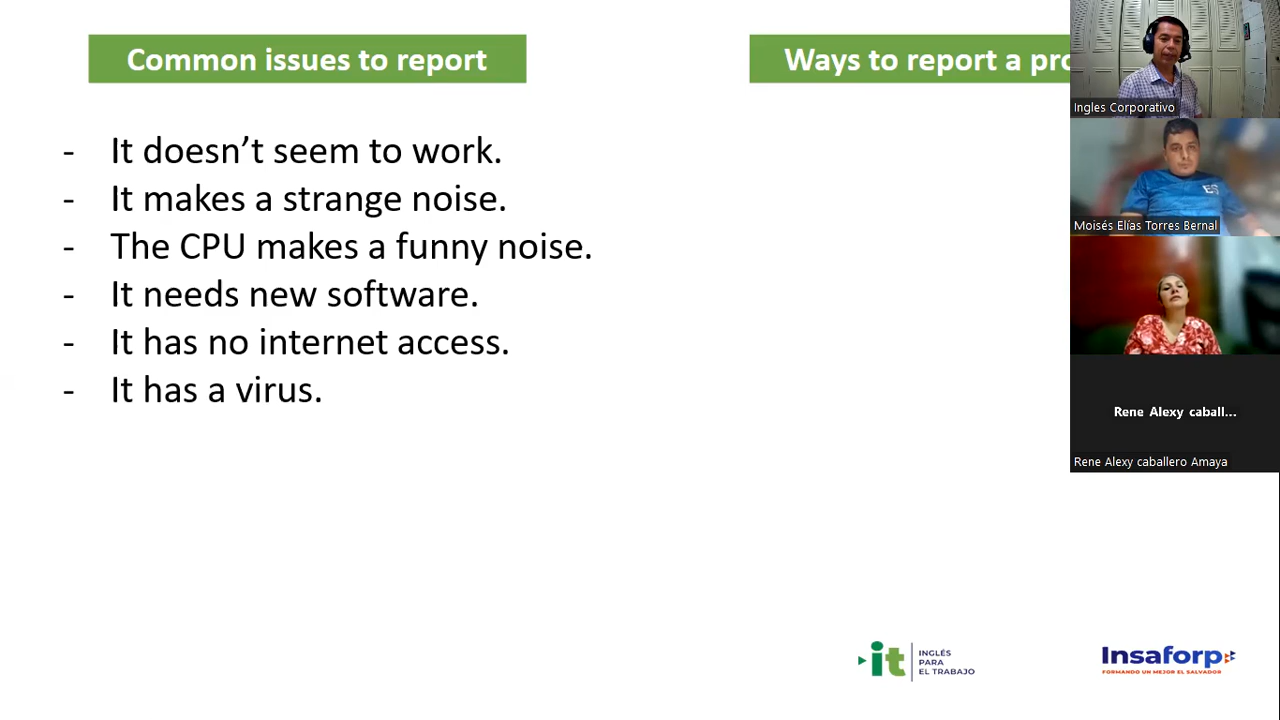 Common issues to report
Ways to report a
- It doesn’t seem to work.
- It makes a strange noise.
- The CPU makes a funny noise.
- It needs new software.
- It has no internet access.
- It has a virus.
Ingles Corporativo
ES
Moisés Elías Torres Bernal
Rene Alexy caball...
Rene Alexy caballero Amaya
it INGLÉS
PARA
EL TRABAJO
Insaforp
FORMANDO UN MEJOR EL SALVADOR